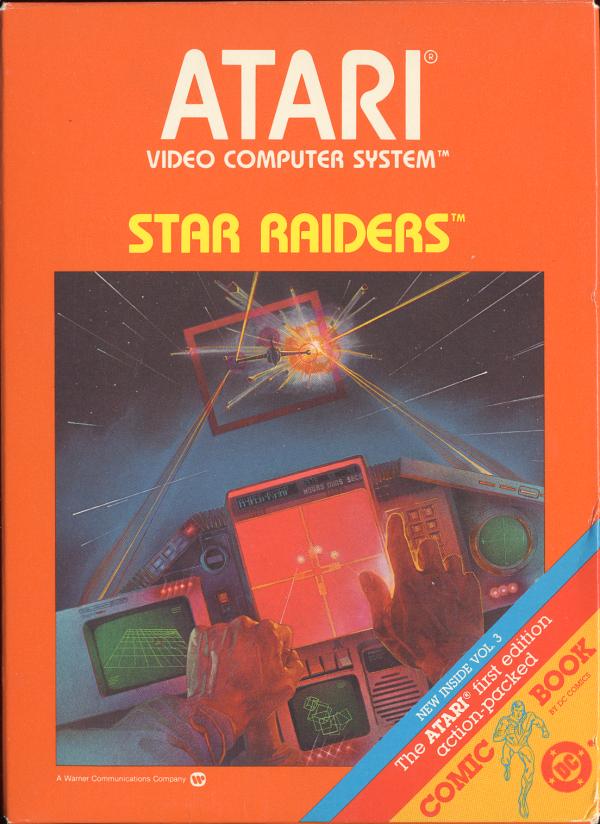 ATARI®
VIDEO COMPUTER SYSTEM™
STAR RAIDERS™
HOURS MINS SECS
NEW INSIDE VOL. 3
The ATARI® first edition
action-packed
COMIC BOOK
BY DC COMICS
DC®
A Warner Communications Company